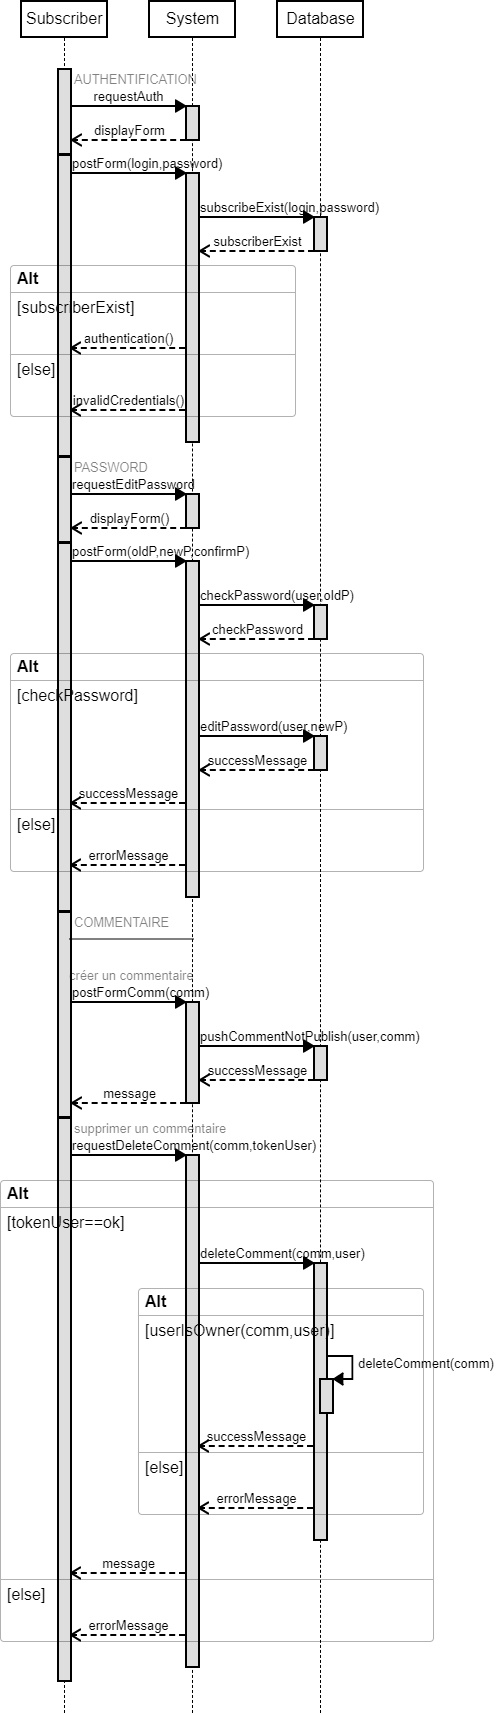 Subscriber System Database
AUTHENTIFICATION
requestAuth
displayForm
postForm(login,password)
subscribeExist(login,password)
subscriberExist
Alt
[subscriberExist]
authentication()
[else]
invalidCredentials()
PASSWORD
requestEditPassword
displayForm()
postForm(oldP,newP,confirmP)
checkPassword(user,oldP)
checkPassword
Alt
[checkPassword]
editPassword(user,newP)
successMessage
successMessage
[else]
errorMessage
COMMENTAIRE
créer un commentaire
postFormComm(comm)
pushCommentNotPublish(user,comm)
successMessage
message
supprimer un commentaire
requestDeleteComment(comm,tokenUser)
Alt
[tokenUser==ok]
deleteComment(comm,user)
Alt
[userIsOwner(comm,user)]
deleteComment(comm)
successMessage
[else]
errorMessage
message
[else]
errorMessage